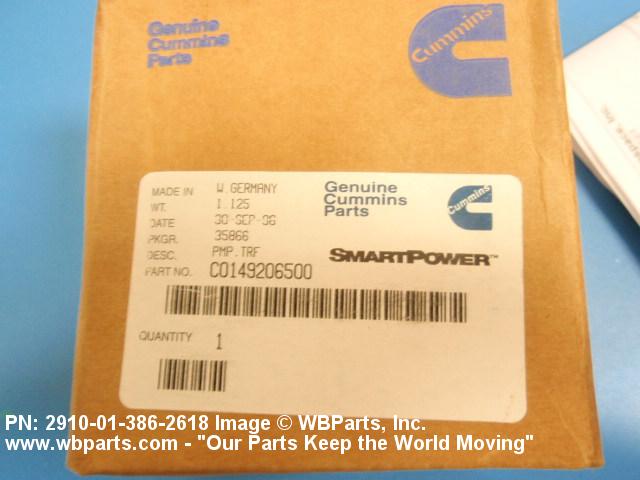 Genuine
Cummins
Parts
Cummins
MADE IN W. GERMANY
WT. 1.125
DATE 30-SEP-96
PKGR. 35866
DESC. PMP.TRF
PART NO. C0149206500
Genuine
Cummins
Parts
Cummins
SMARTPOWER™
QUANTITY 1
Inc.
PN: 2910-01-386-2618 Image © WBParts, Inc.
www.wbparts.com - "Our Parts Keep the World Moving"